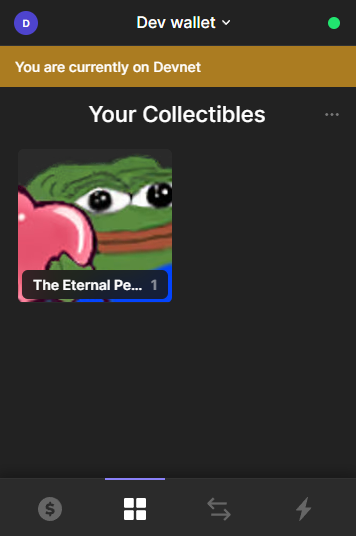 D
Dev wallet
You are currently on Devnet
Your Collectibles
...
The Eternal Pe... 1
$